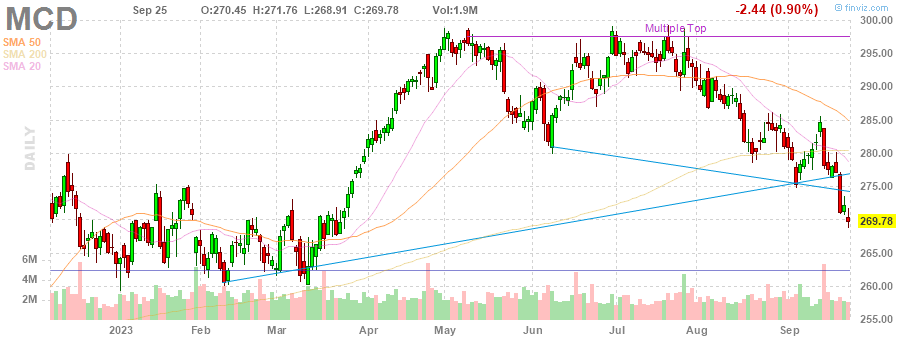 MCD
Sep 25 O:270.45 H:271.76 L:268.91 C:269.78 Vol:1.9M -2.44 (0.90%)
© finviz.com
SMA 50
SMA 200
SMA 20
Multiple Top
DAILY
300.00
295.00
290.00
285.00
280.00
275.00
269.78
265.00
260.00
255.00
6M
4M
2M
2023 Feb Mar Apr May Jun Jul Aug Sep